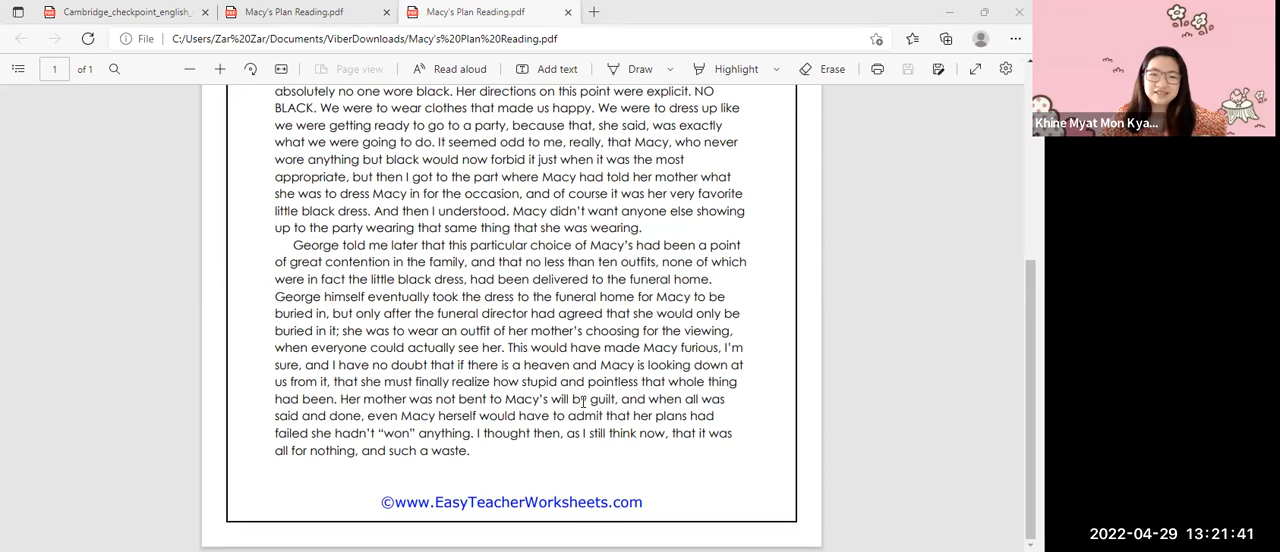 Cambridge_checkpoint_english_
Macy's Plan Reading.pdf
Macy's Plan Reading.pdf
File C:/Users/Zar%20Zar/Documents/ViberDownloads/Macy's%20Plan%20Reading.pdf
1 of 1 Page view Read aloud Add text Draw Highlight Erase
absolutely no one wore black. Her directions on this point were explicit. NO
BLACK. We were to wear clothes that made us happy. We were to dress up like
we were getting ready to go to a party, because that, she said, was exactly
what we were going to do. It seemed odd to me, really, that Macy, who never
wore anything but black would now forbid it just when it was the most
appropriate, but then I got to the part where Macy had told her mother what
she was to dress Macy in for the occasion, and of course it was her very favorite
little black dress. And then I understood. Macy didn't want anyone else showing
up to the party wearing that same thing that she was wearing.
George told me later that this particular choice of Macy's had been a point
of great contention in the family, and that no less than ten outfits, none of which
were in fact the little black dress, had been delivered to the funeral home.
George himself eventually took the dress to the funeral home for Macy to be
buried in, but only after the funeral director had agreed that she would only be
buried in it; she was to wear an outfit of her mother's choosing for the viewing,
when everyone could actually see her. This would have made Macy furious, I'm
sure, and I have no doubt that if there is a heaven and Macy is looking down at
us from it, that she must finally realize how stupid and pointless that whole thing
had been. Her mother was not bent to Macy's will by guilt, and when all was
said and done, even Macy herself would have to admit that her plans had
failed she hadn't "won" anything. I thought then, as I still think now, that it was
all for nothing, and such a waste.
©www.EasyTeacherWorksheets.com
Khine Myat Mon Kya...
2022-04-29 13:21:41